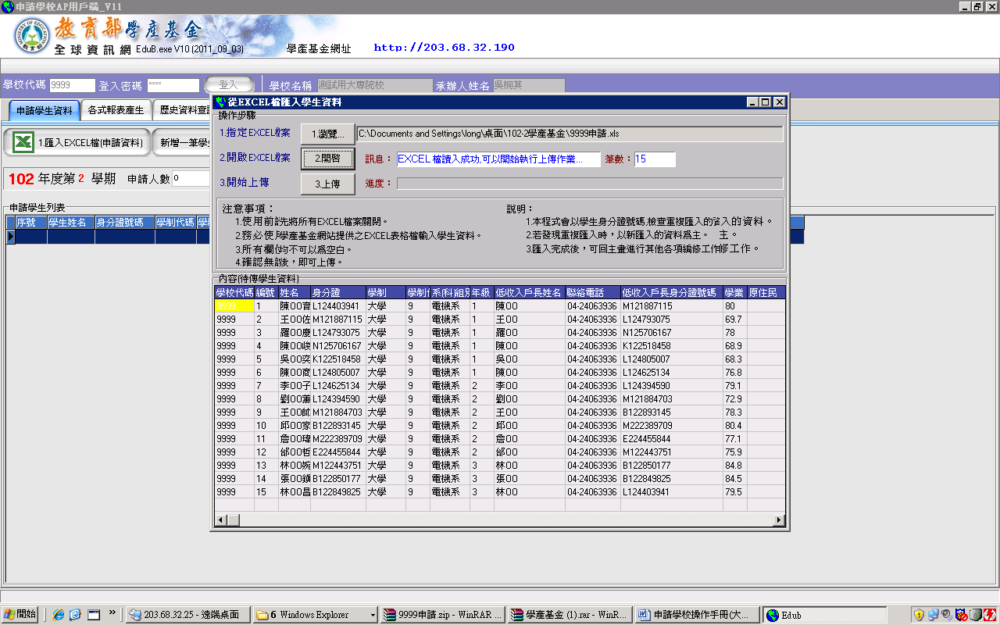 申請學校AP用戶端_V11
教育部學產基金
全球資訊網 EduB.exe V10 (2011_09_03)
學產基金網址 http://203.68.32.190
學校代碼 9999 登入密碼 **** 登入 學校名稱 測試用大專院校 承辦人姓名 吳桐其
申請學生資料 各式報表產生 歷史資料查詢
1.匯入EXCEL檔(申請資料) 新增一筆學生
102 年度第 2 學期 申請人數 0
申請學生列表
序號 學生姓名 身分證號碼 學制代碼
從EXCEL檔匯入學生資料
操作步驟
1.指定EXCEL檔案 1.瀏覽... C:\Documents and Settings\long\桌面\102-2學產基金\9999申請.xls
2.開啟EXCEL檔案 2.開啓 訊息： EXCEL 檔讀入成功,可以開始執行上傳作業... 筆數： 15
3.開始上傳 3.上傳 進度：
注意事項：
1.使用前請先將所有EXCEL檔案關閉。
2.務必使用學產基金網站提供之EXCEL表格檔輸入學生資料。
3.所有欄位均不可以為空白。
4.確認無誤後，即可上傳。
說明：
1.本程式會以學生身分證號碼,檢查重複匯入的資料。
2.若發現重複匯入時，以新匯入的資料為主。 主。
3.匯入完成後，可回主畫進行其他各項編修工作。
內容(待傳學生資料)
學校代碼 編號 姓名 身分證 學制 學制 系(科)組別 年級 低收入戶長姓名 聯絡電話 低收入戶長身分證號碼 學業 原住民
9999 1 陳OO育 L124403941 大學 9 電機系 1 陳OO 04-24063936 M121887115 80
9999 2 王OO佐 M121887115 大學 9 電機系 1 王OO 04-24063936 L124793075 69.7
9999 3 羅OO慶 L124793075 大學 9 電機系 1 羅OO 04-24063936 N125706167 78
9999 4 陳OO峻 N125706167 大學 9 電機系 1 陳OO 04-24063936 K122518458 68.9
9999 5 吳OO奕 K122518458 大學 9 電機系 1 吳OO 04-24063936 L124805007 68.3
9999 6 陳OO商 L124805007 大學 9 電機系 1 陳OO 04-24063936 L124625134 76.8
9999 7 李OO子 L124625134 大學 9 電機系 2 李OO 04-24063936 L124394590 79.1
9999 8 劉OO蕙 L124394590 大學 9 電機系 2 劉OO 04-24063936 M121884703 72.9
9999 9 王OO帥 M121884703 大學 9 電機系 2 王OO 04-24063936 B122893145 78.3
9999 10 邱OO家 B122893145 大學 9 電機系 2 邱OO 04-24063936 M222389709 80.4
9999 11 詹OO瑋 M222389709 大學 9 電機系 2 詹OO 04-24063936 E224455844 77.1
9999 12 邰OO哲 E224455844 大學 9 電機系 2 邰OO 04-24063936 M122443751 75.9
9999 13 林OO婉 M122443751 大學 9 電機系 3 林OO 04-24063936 B122850177 84.8
9999 14 張OO鎮 B122850177 大學 9 電機系 3 張OO 04-24063936 B122849825 84.5
9999 15 林OO昌 B122849825 大學 9 電機系 3 林OO 04-24063936 L124403941 79.5
開始 203.68.32.25 - 遠端桌面 6 Windows Explorer 9999申請.zip - WinRAR ... 學產基金 (1).rar - WinR... 申請學校操作手冊(大... Edub